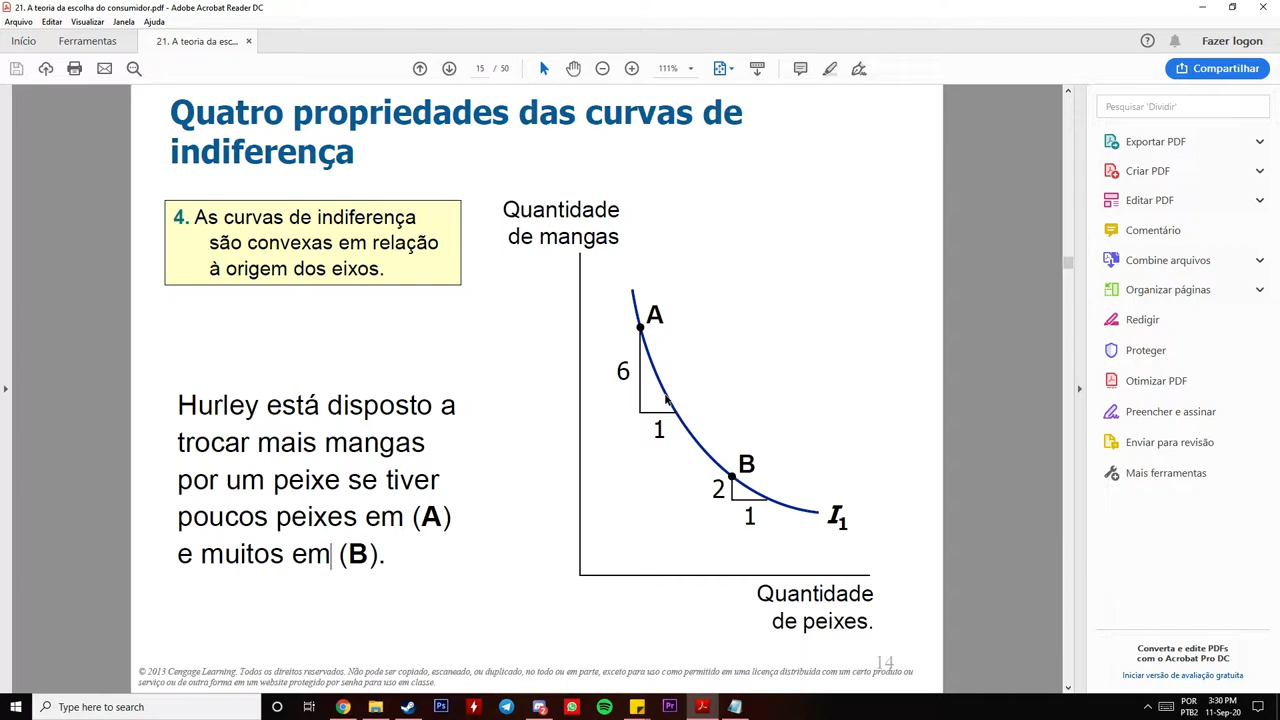 21. A teoria da escolha do consumidor.pdf - Adobe Acrobat Reader DC
Arquivo Editar Visualizar Janela Ajuda
Início Ferramentas 21. A teoria da esc... × Fazer logon
15 / 50 111% Compartilhar
Quatro propriedades das curvas de
indiferença
4. As curvas de indiferença
são convexas em relação
à origem dos eixos.
Hurley está disposto a
trocar mais mangas
por um peixe se tiver
poucos peixes em (A)
e muitos em (B).
Quantidade
de mangas
A
6
1
B
2
1
I1
Quantidade
de peixes.
14
© 2013 Cengage Learning. Todos os direitos reservados. Não pode ser copiado, escaneado, ou duplicado, no todo ou em parte, exceto para uso como permitido em uma licença distribuída com um certo produto ou
serviço ou de outra forma em um website protegido por senha para uso em classe.
Pesquisar 'Dividir'
Exportar PDF
Criar PDF
Editar PDF
Comentário
Combine arquivos
Organizar páginas
Redigir
Proteger
Otimizar PDF
Preencher e assinar
Enviar para revisão
Mais ferramentas
Converta e edite PDFs
com o Acrobat Pro DC
Iniciar versão de avaliação gratuita
Type here to search
POR
PTB2
3:30 PM
11-Sep-20